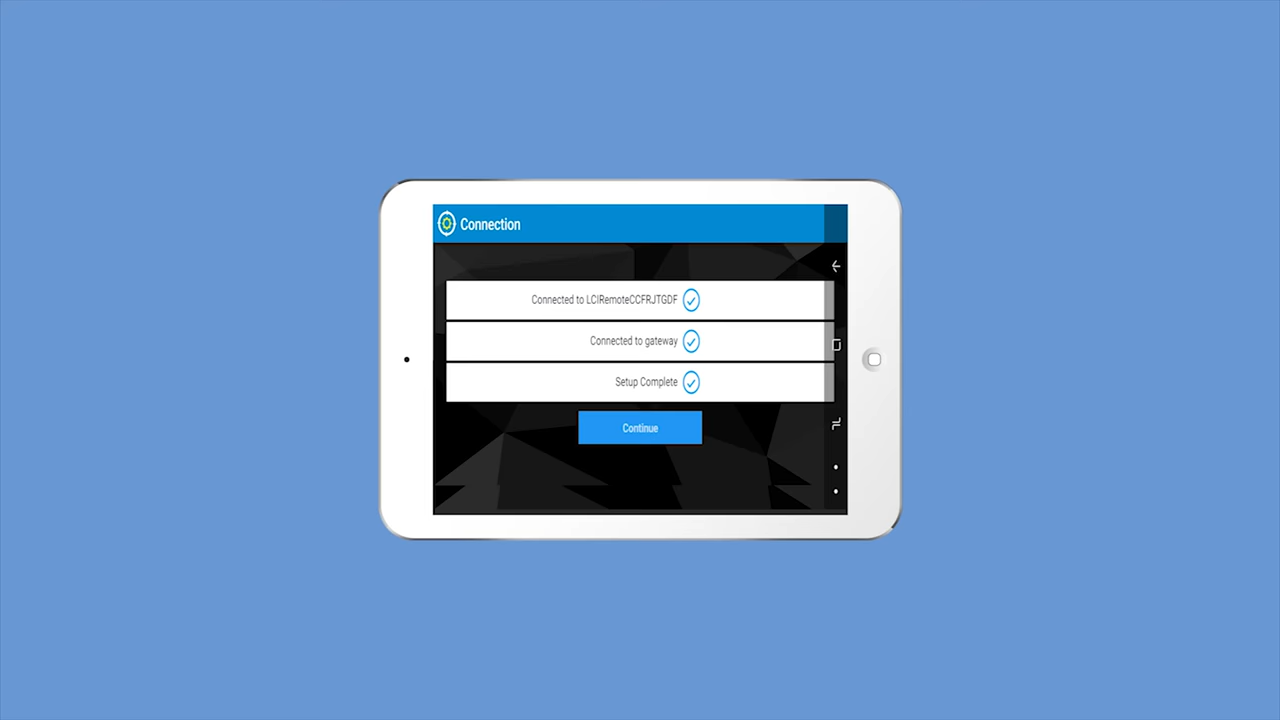 Connection
Connected to LCIRemoteCCFRJTGDF
Connected to gateway
Setup Complete
Continue